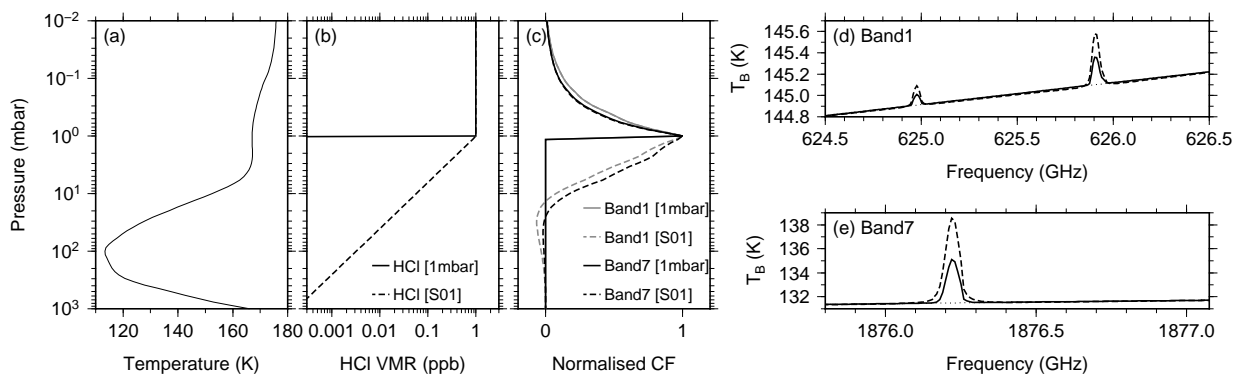 (a)
10⁻²
10⁻¹
10⁰
10¹
10²
10³
Pressure (mbar)
120 140 160 180
Temperature (K)
(b)
HCl [1mbar]
HCl [S01]
0.001 0.01 0.1 1
HCl VMR (ppb)
(c)
Band1 [1mbar]
Band1 [S01]
Band7 [1mbar]
Band7 [S01]
0 1
Normalised CF
(d) Band1
145.6
145.4
145.2
145.0
144.8
T_B (K)
624.5 625.0 625.5 626.0 626.5
Frequency (GHz)
(e) Band7
138
136
134
132
T_B (K)
1876.0 1876.5 1877.0
Frequency (GHz)